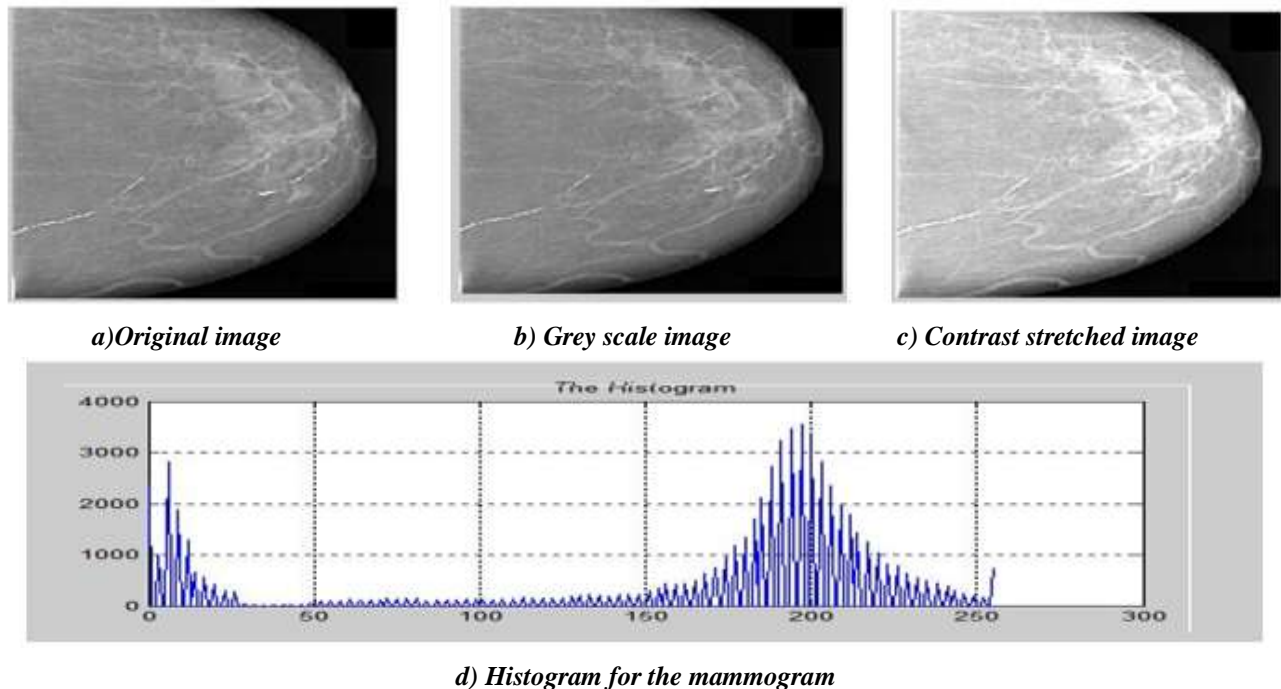 a)Original image
b) Grey scale image
c) Contrast stretched image
The Histogram
4000
3000
2000
1000
0
0 50 100 150 200 250 300
d) Histogram for the mammogram